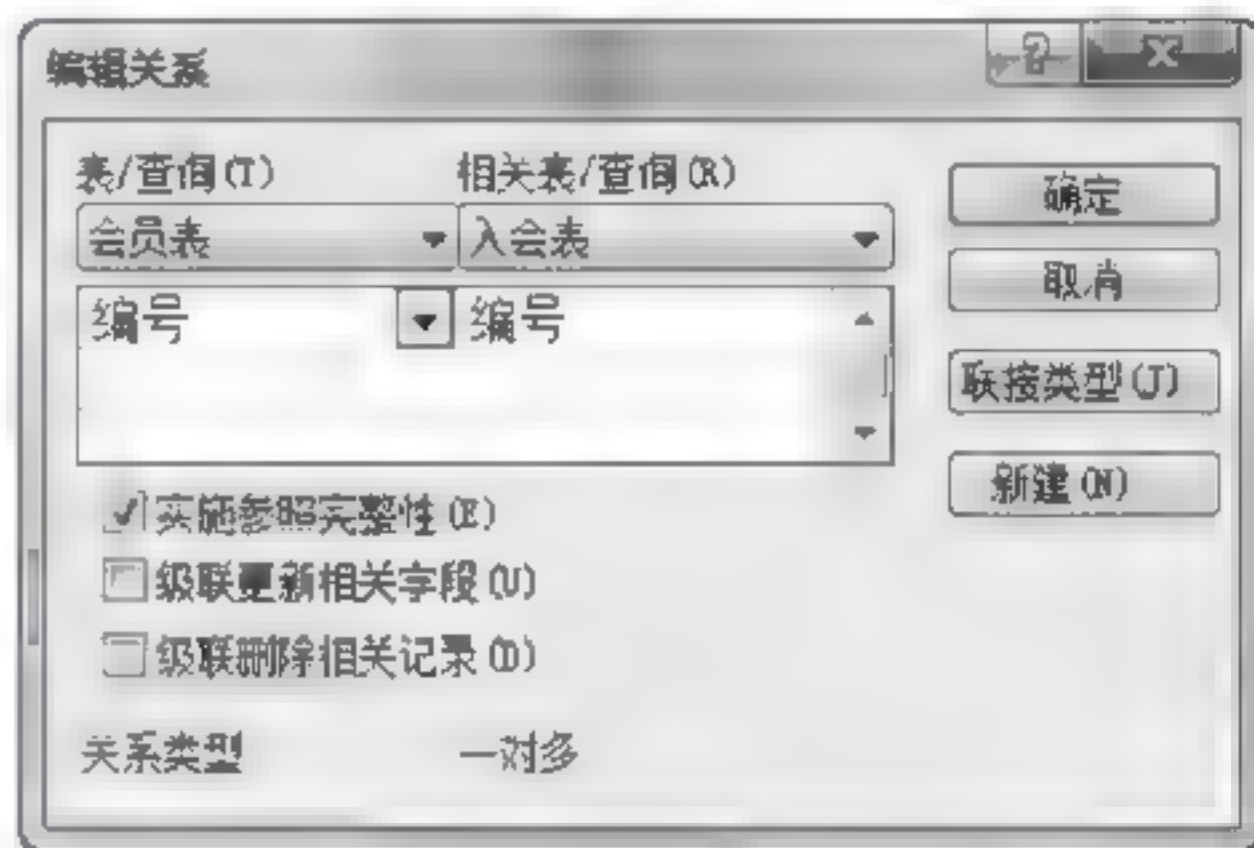 编辑关系
表/查询(T) 相关表/查询(R)
会员表 入会表
编号 编号
实施参照完整性(E)
级联更新相关字段(U)
级联删除相关记录(D)
关系类型 一对多
确定
取消
联接类型(J)
新建(N)